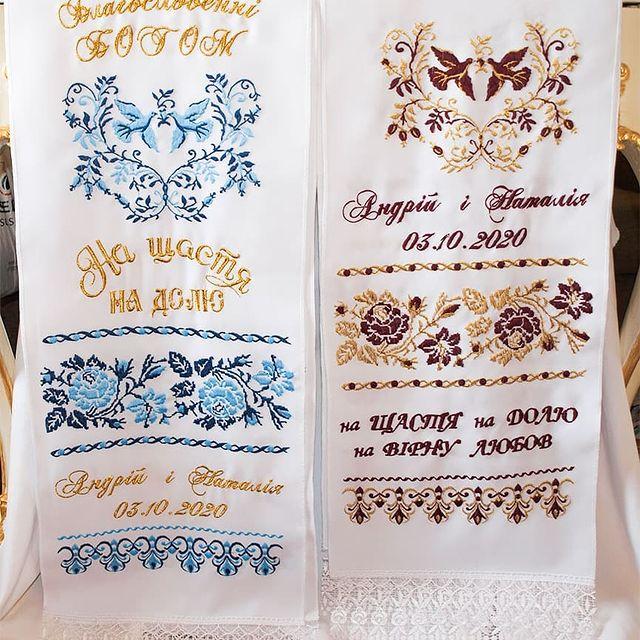 Благословенні
БОГОМ
На щастя
на долю
Андрій і Наталія
03.10.2020
Андрій і Наталія
03.10.2020
на ЩАСТЯ на ДОЛЮ
на ВІРНУ ЛЮБОВ